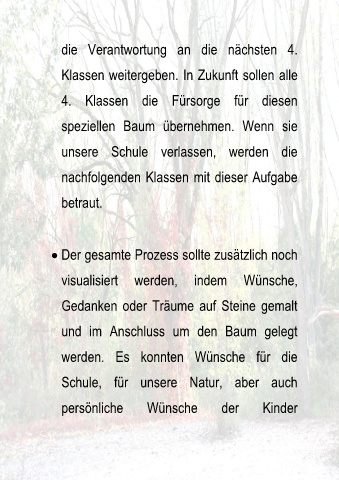 die Verantwortung an die nächsten 4.
Klassen weitergeben. In Zukunft sollen alle
4. Klassen die Fürsorge für diesen
speziellen Baum übernehmen. Wenn sie
unsere Schule verlassen, werden die
nachfolgenden Klassen mit dieser Aufgabe
betraut.
• Der gesamte Prozess sollte zusätzlich noch
visualisiert werden, indem Wünsche,
Gedanken oder Träume auf Steine gemalt
und im Anschluss um den Baum gelegt
werden. Es konnten Wünsche für die
Schule, für unsere Natur, aber auch
persönliche Wünsche der Kinder